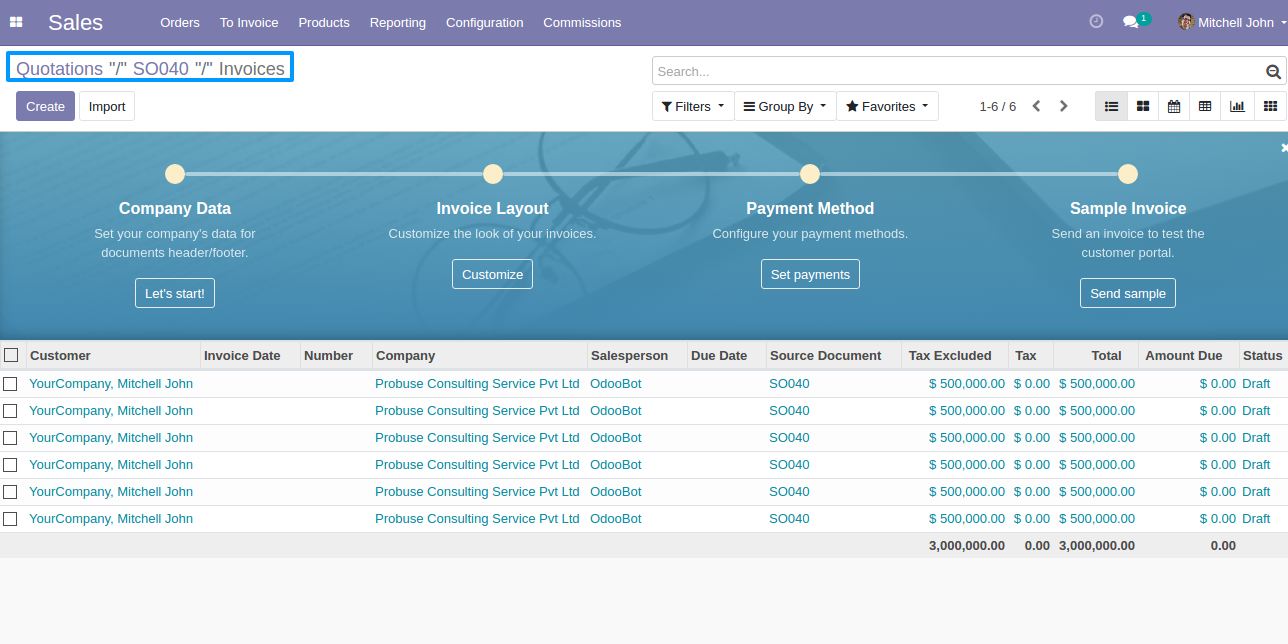 Sales Orders To Invoice Products Reporting Configuration Commissions 1 Mitchell John
Quotations "/" SO040 "/" Invoices
Search...
Create Import Filters Group By Favorites 1-6 / 6
Company Data Invoice Layout Payment Method Sample Invoice
Set your company's data for Customize the look of your invoices. Configure your payment methods. Send an invoice to test the
documents header/footer. customer portal.
Customize Set payments
Let's start! Send sample
Customer Invoice Date Number Company Salesperson Due Date Source Document Tax Excluded Tax Total Amount Due Status
YourCompany, Mitchell John Probuse Consulting Service Pvt Ltd OdooBot SO040 $ 500,000.00 $ 0.00 $ 500,000.00 $ 0.00 Draft
YourCompany, Mitchell John Probuse Consulting Service Pvt Ltd OdooBot SO040 $ 500,000.00 $ 0.00 $ 500,000.00 $ 0.00 Draft
YourCompany, Mitchell John Probuse Consulting Service Pvt Ltd OdooBot SO040 $ 500,000.00 $ 0.00 $ 500,000.00 $ 0.00 Draft
YourCompany, Mitchell John Probuse Consulting Service Pvt Ltd OdooBot SO040 $ 500,000.00 $ 0.00 $ 500,000.00 $ 0.00 Draft
YourCompany, Mitchell John Probuse Consulting Service Pvt Ltd OdooBot SO040 $ 500,000.00 $ 0.00 $ 500,000.00 $ 0.00 Draft
YourCompany, Mitchell John Probuse Consulting Service Pvt Ltd OdooBot SO040 $ 500,000.00 $ 0.00 $ 500,000.00 $ 0.00 Draft
3,000,000.00 0.00 3,000,000.00 0.00